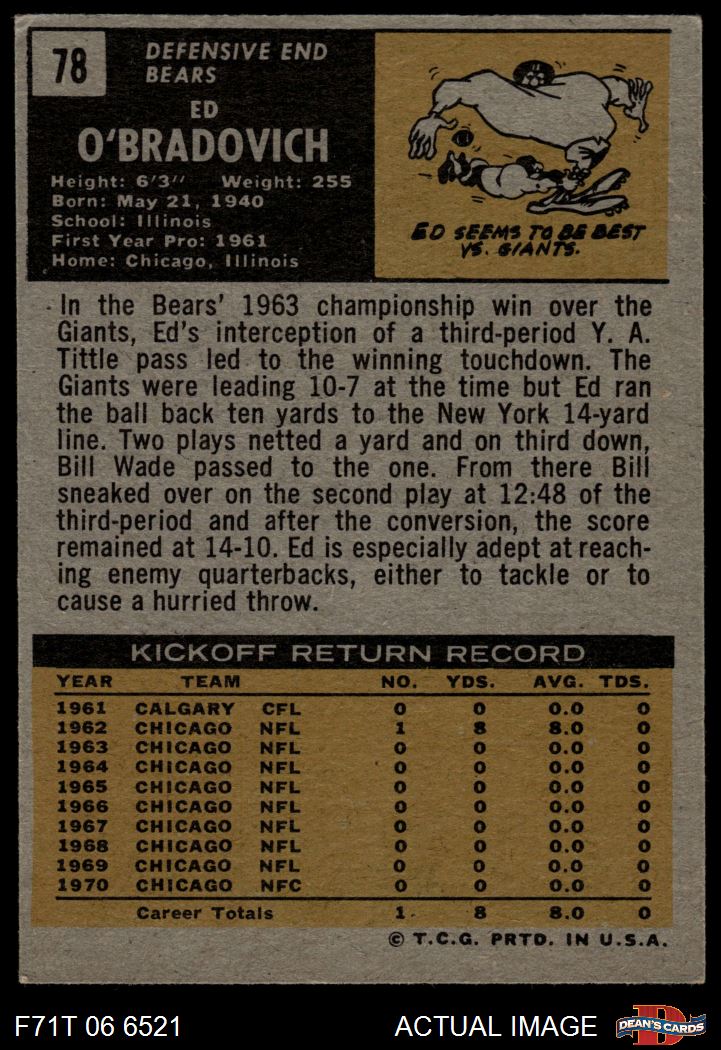 78
DEFENSIVE END
BEARS
ED
O'BRADOVICH
Height: 6'3" Weight: 255
Born: May 21, 1940
School: Illinois
First Year Pro: 1961
Home: Chicago, Illinois
ED SEEMS TO BE BEST
VS. GIANTS.
In the Bears' 1963 championship win over the
Giants, Ed's interception of a third-period Y. A.
Tittle pass led to the winning touchdown. The
Giants were leading 10-7 at the time but Ed ran
the ball back ten yards to the New York 14-yard
line. Two plays netted a yard and on third down,
Bill Wade passed to the one. From there Bill
sneaked over on the second play at 12:48 of the
third-period and after the conversion, the score
remained at 14-10. Ed is especially adept at reach-
ing enemy quarterbacks, either to tackle or to
cause a hurried throw.
KICKOFF RETURN RECORD
YEAR TEAM NO. YDS. AVG. TDS.
1961 CALGARY CFL 0 0 0.0 0
1962 CHICAGO NFL 1 8 8.0 0
1963 CHICAGO NFL 0 0 0.0 0
1964 CHICAGO NFL 0 0 0.0 0
1965 CHICAGO NFL 0 0 0.0 0
1966 CHICAGO NFL 0 0 0.0 0
1967 CHICAGO NFL 0 0 0.0 0
1968 CHICAGO NFL 0 0 0.0 0
1969 CHICAGO NFL 0 0 0.0 0
1970 CHICAGO NFC 0 0 0.0 0
Career Totals 1 8 8.0 0
© T.C.G. PRTD. IN U.S.A.
F71T 06 6521 ACTUAL IMAGE D DEAN'S CARDS